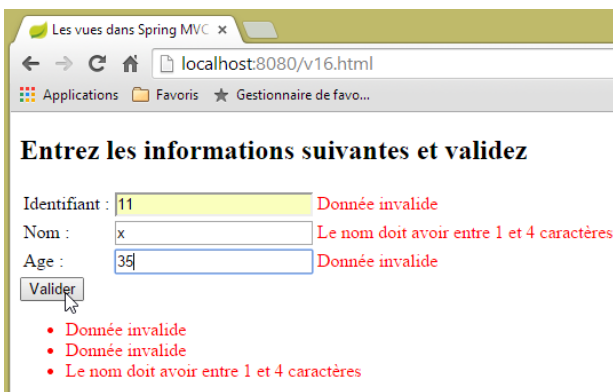 Les vues dans Spring MVC
localhost:8080/v16.html
Applications Favoris Gestionnaire de favo...
Entrez les informations suivantes et validez
Identifiant : 11 Donnée invalide
Nom : x Le nom doit avoir entre 1 et 4 caractères
Age : 35 Donnée invalide
Valider
• Donnée invalide
• Donnée invalide
• Le nom doit avoir entre 1 et 4 caractères